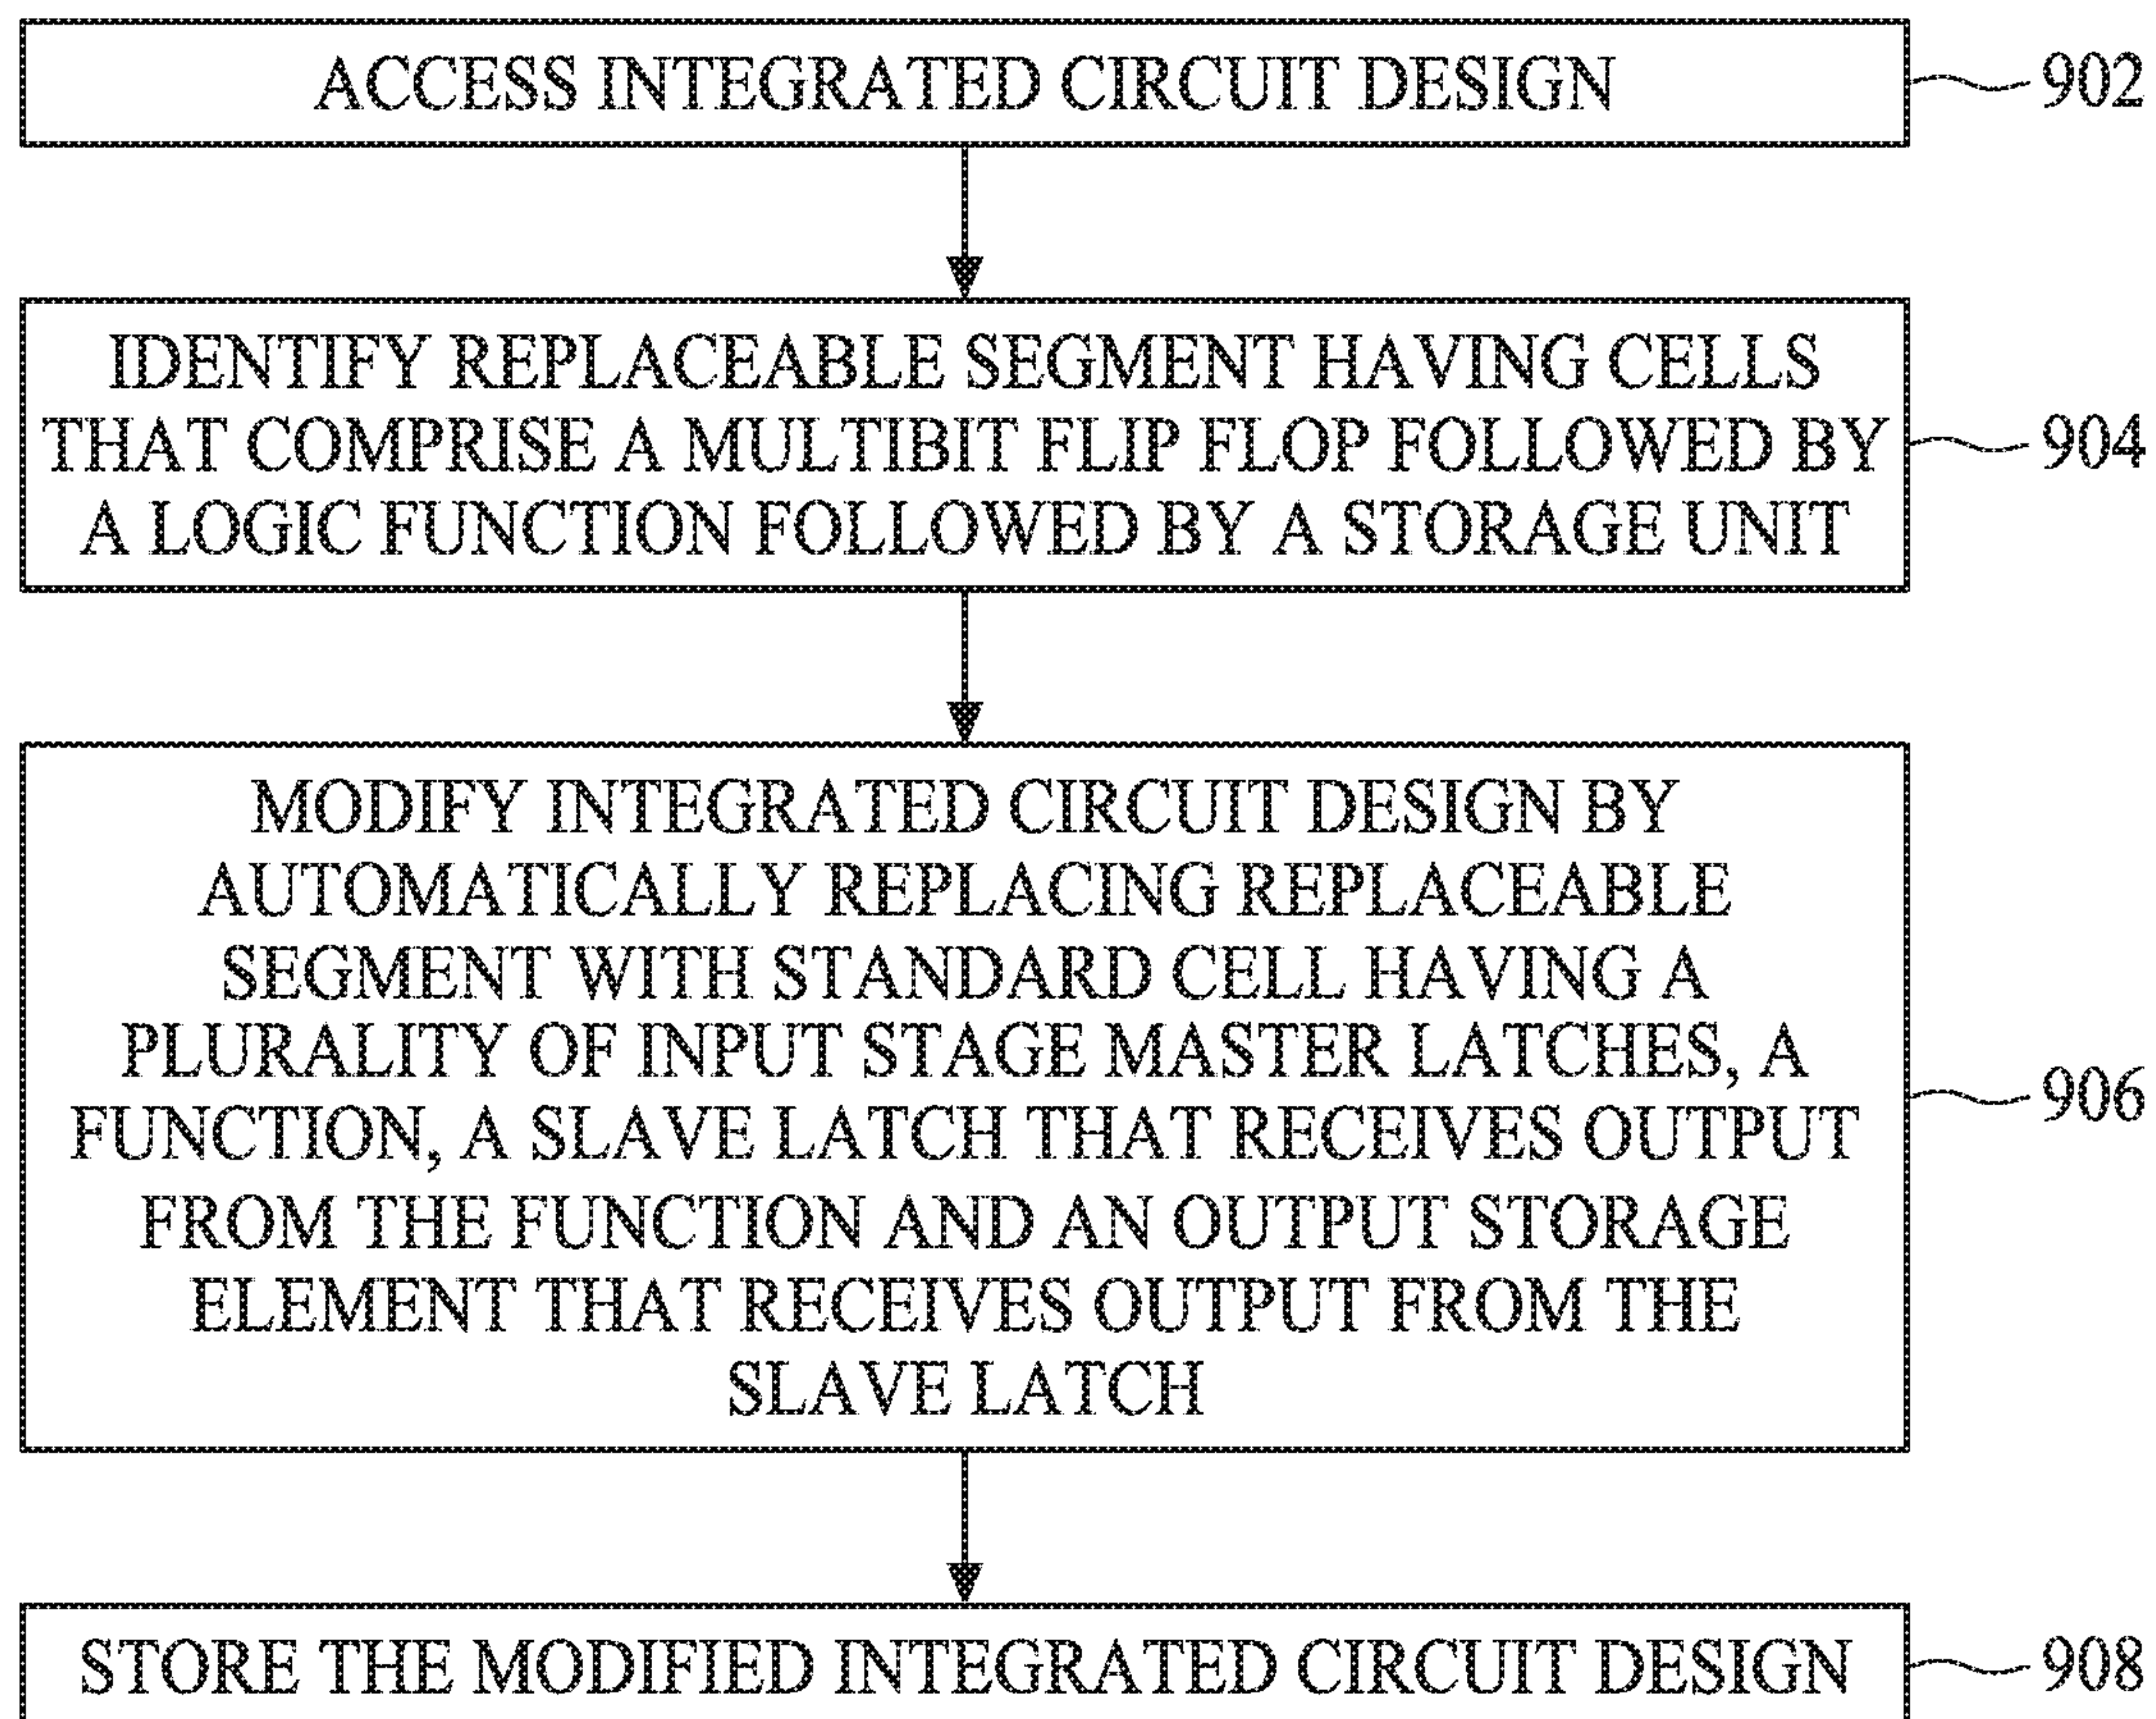 ACCESS INTEGRATED CIRCUIT DESIGN
902
IDENTIFY REPLACEABLE SEGMENT HAVING CELLS
THAT COMPRISE A MULTIBIT FLIP FLOP FOLLOWED BY
A LOGIC FUNCTION FOLLOWED BY A STORAGE UNIT
904
MODIFY INTEGRATED CIRCUIT DESIGN BY
AUTOMATICALLY REPLACING REPLACEABLE
SEGMENT WITH STANDARD CELL HAVING A
PLURALITY OF INPUT STAGE MASTER LATCHES, A
FUNCTION, A SLAVE LATCH THAT RECEIVES OUTPUT
FROM THE FUNCTION AND AN OUTPUT STORAGE
ELEMENT THAT RECEIVES OUTPUT FROM THE
SLAVE LATCH
906
STORE THE MODIFIED INTEGRATED CIRCUIT DESIGN
908